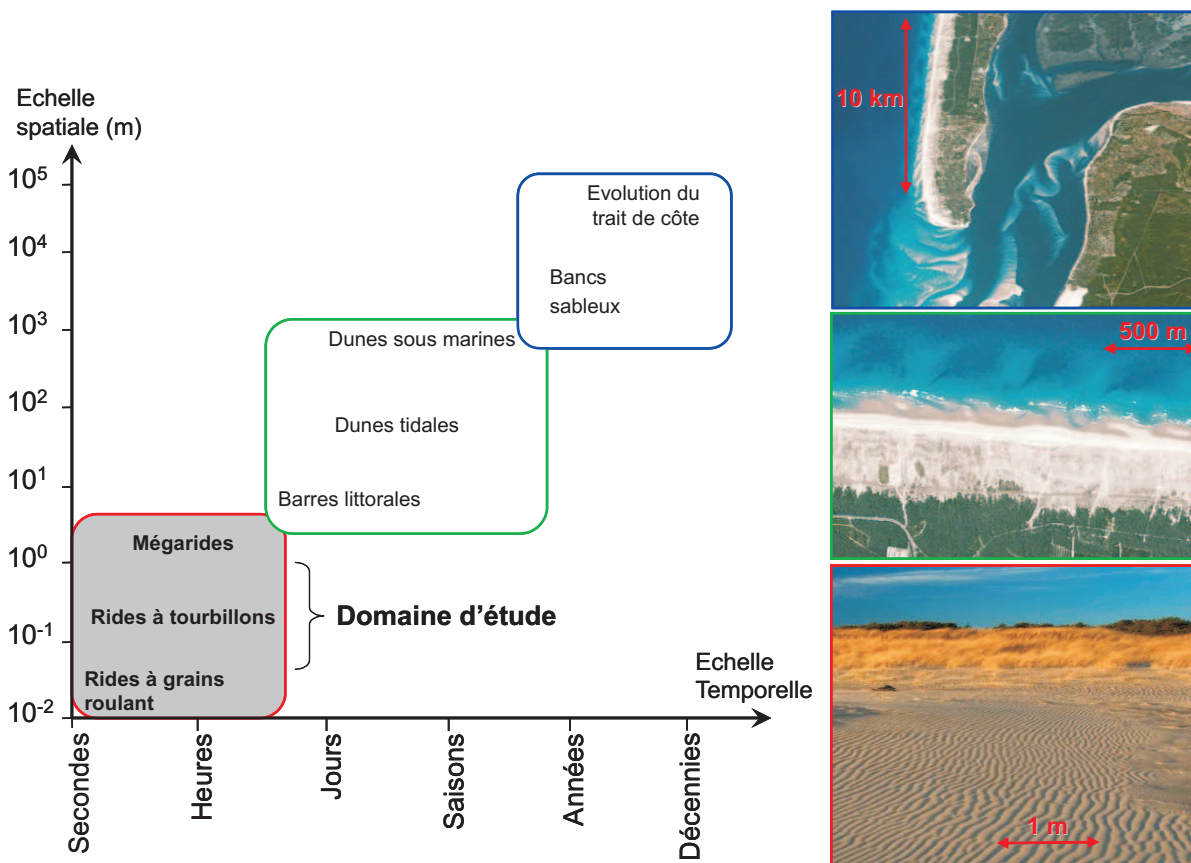 Echelle
spatiale (m)
10⁵
10⁴
10³
10²
10¹
10⁰
10⁻¹
10⁻²
Evolution du
trait de côte
Bancs
sableux
Dunes sous marines
Dunes tidales
Barres littorales
Mégarides
Rides à tourbillons
Rides à grains
roulant
Domaine d'étude
Echelle
Temporelle
Secondes
Heures
Jours
Saisons
Années
Décennies
10 km
500 m
1 m